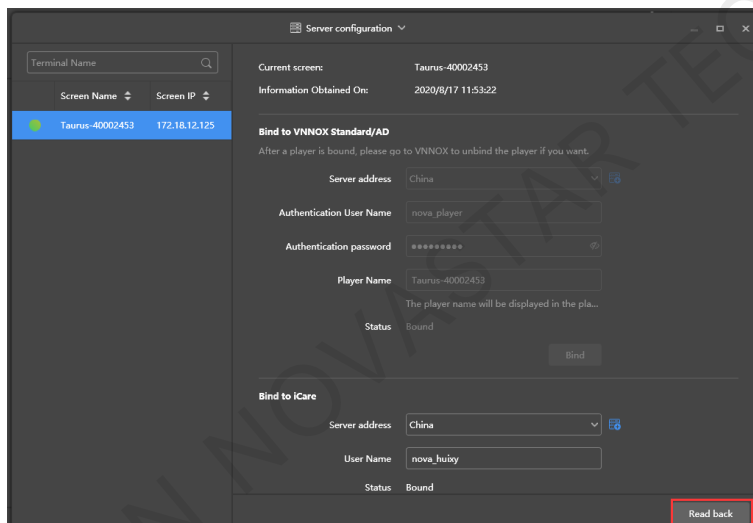 Server configuration
Terminal Name
Screen Name Screen IP
Taurus-40002453 172.18.12.125
Current screen: Taurus-40002453
Information Obtained On: 2020/8/17 11:53:22
Bind to VNNOX Standard/AD
After a player is bound, please go to VNNOX to unbind the player if you want.
Server address China
Authentication User Name nova_player
Authentication password •••••••••
Player Name Taurus-40002453
The player name will be displayed in the pla...
Status Bound
Bind
Bind to iCare
Server address China
User Name nova_huixy
Status Bound
Read back
N NOVASTAR TEC